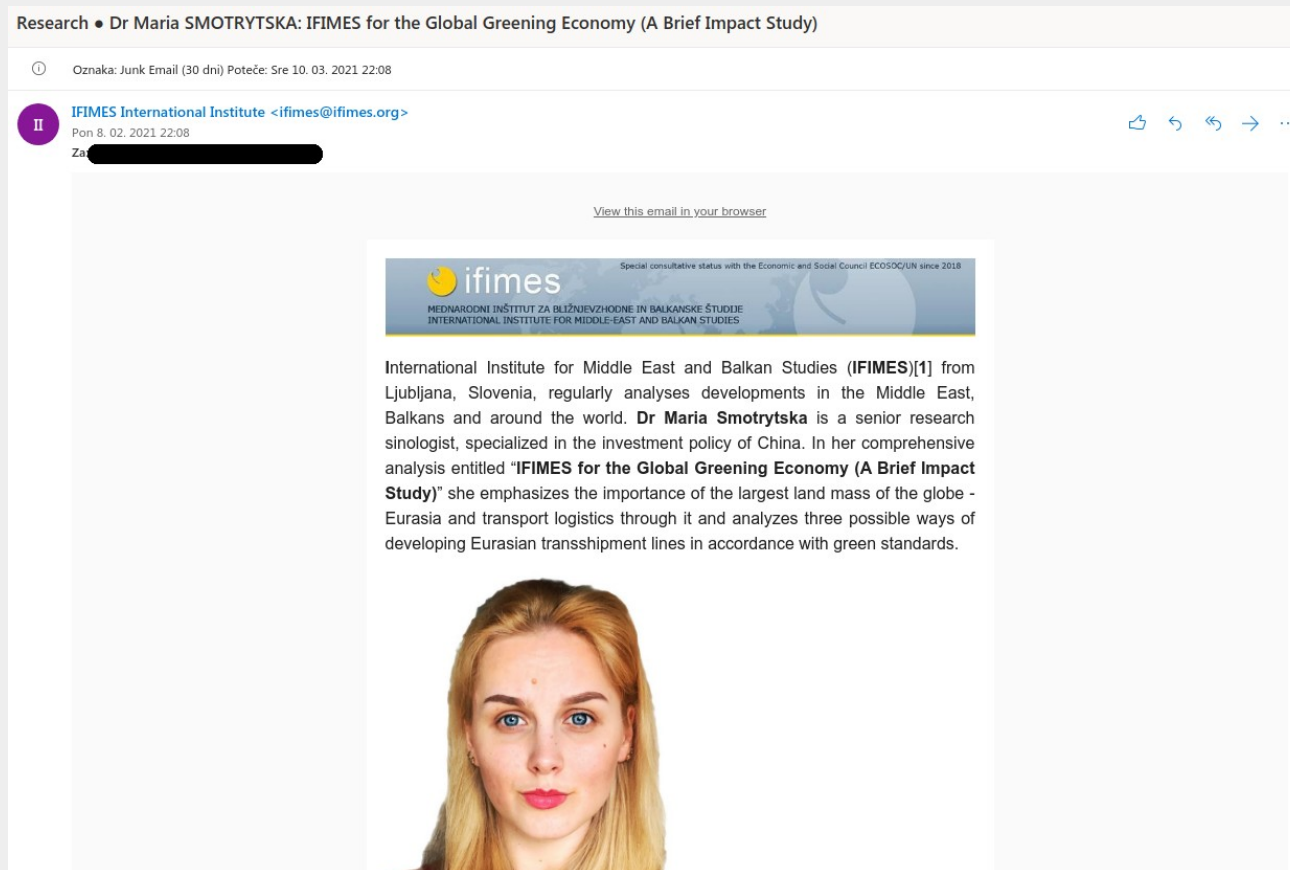 Research ● Dr Maria SMOTRYTSKA: IFIMES for the Global Greening Economy (A Brief Impact Study)
Oznaka: Junk Email (30 dni) Poteče: Sre 10. 03. 2021 22:08
II
IFIMES International Institute <ifimes@ifimes.org>
Pon 8. 02. 2021 22:08
Za:
View this email in your browser
Special consultative status with the Economic and Social Council ECOSOC/UN since 2018
ifimes
MEDNARODNI INŠTITUT ZA BLIŽNJEVZHODNE IN BALKANSKE ŠTUDIJE
INTERNATIONAL INSTITUTE FOR MIDDLE-EAST AND BALKAN STUDIES
International Institute for Middle East and Balkan Studies (IFIMES)[1] from
Ljubljana, Slovenia, regularly analyses developments in the Middle East,
Balkans and around the world. Dr Maria Smotrytska is a senior research
sinologist, specialized in the investment policy of China. In her comprehensive
analysis entitled “IFIMES for the Global Greening Economy (A Brief Impact
Study)” she emphasizes the importance of the largest land mass of the globe -
Eurasia and transport logistics through it and analyzes three possible ways of
developing Eurasian transshipment lines in accordance with green standards.